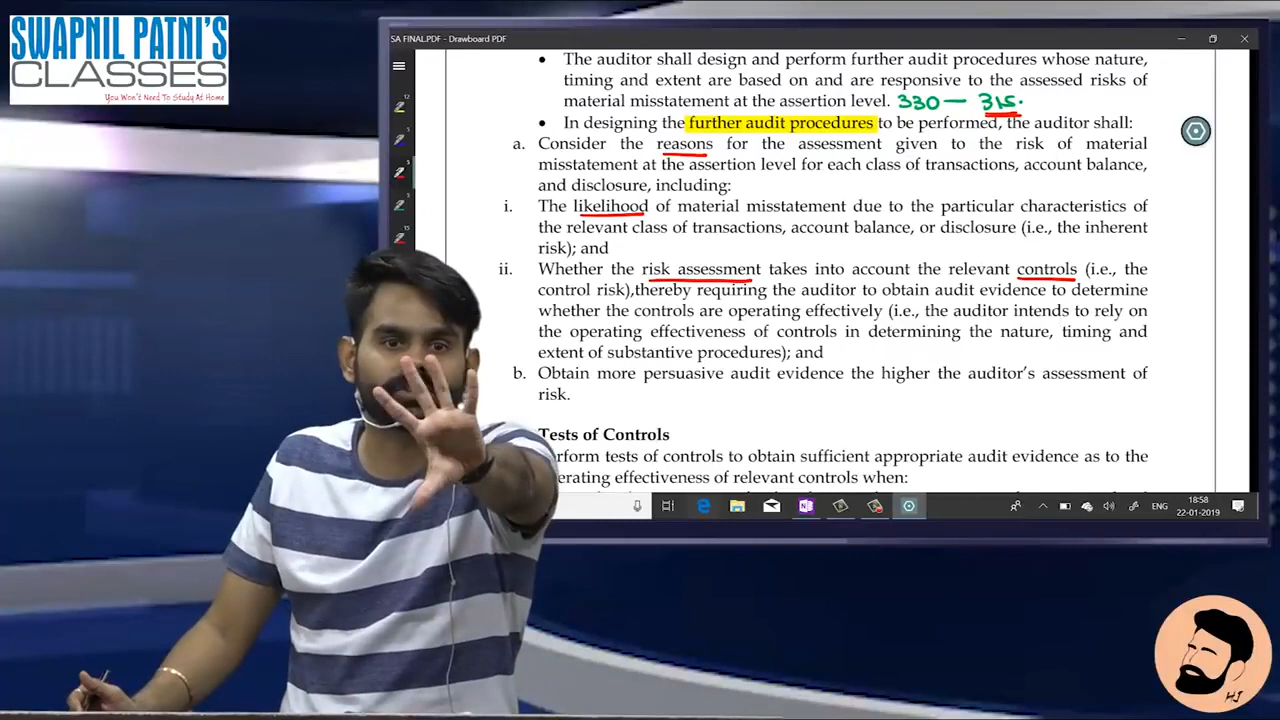 SWAPNIL PATNI'S
CLASSES
You Won't Need To Study At Home
SA FINAL.PDF - Drawboard PDF
• The auditor shall design and perform further audit procedures whose nature,
timing and extent are based on and are responsive to the assessed risks of
material misstatement at the assertion level. 330 — 315.
• In designing the further audit procedures to be performed, the auditor shall:
a. Consider the reasons for the assessment given to the risk of material
misstatement at the assertion level for each class of transactions, account balance,
and disclosure, including:
i. The likelihood of material misstatement due to the particular characteristics of
the relevant class of transactions, account balance, or disclosure (i.e., the inherent
risk); and
ii. Whether the risk assessment takes into account the relevant controls (i.e., the
control risk),thereby requiring the auditor to obtain audit evidence to determine
whether the controls are operating effectively (i.e., the auditor intends to rely on
the operating effectiveness of controls in determining the nature, timing and
extent of substantive procedures); and
b. Obtain more persuasive audit evidence the higher the auditor's assessment of
risk.
Tests of Controls
erform tests of controls to obtain sufficient appropriate audit evidence as to the
erating effectiveness of relevant controls when:
ENG
18:58
22-01-2019
HJ